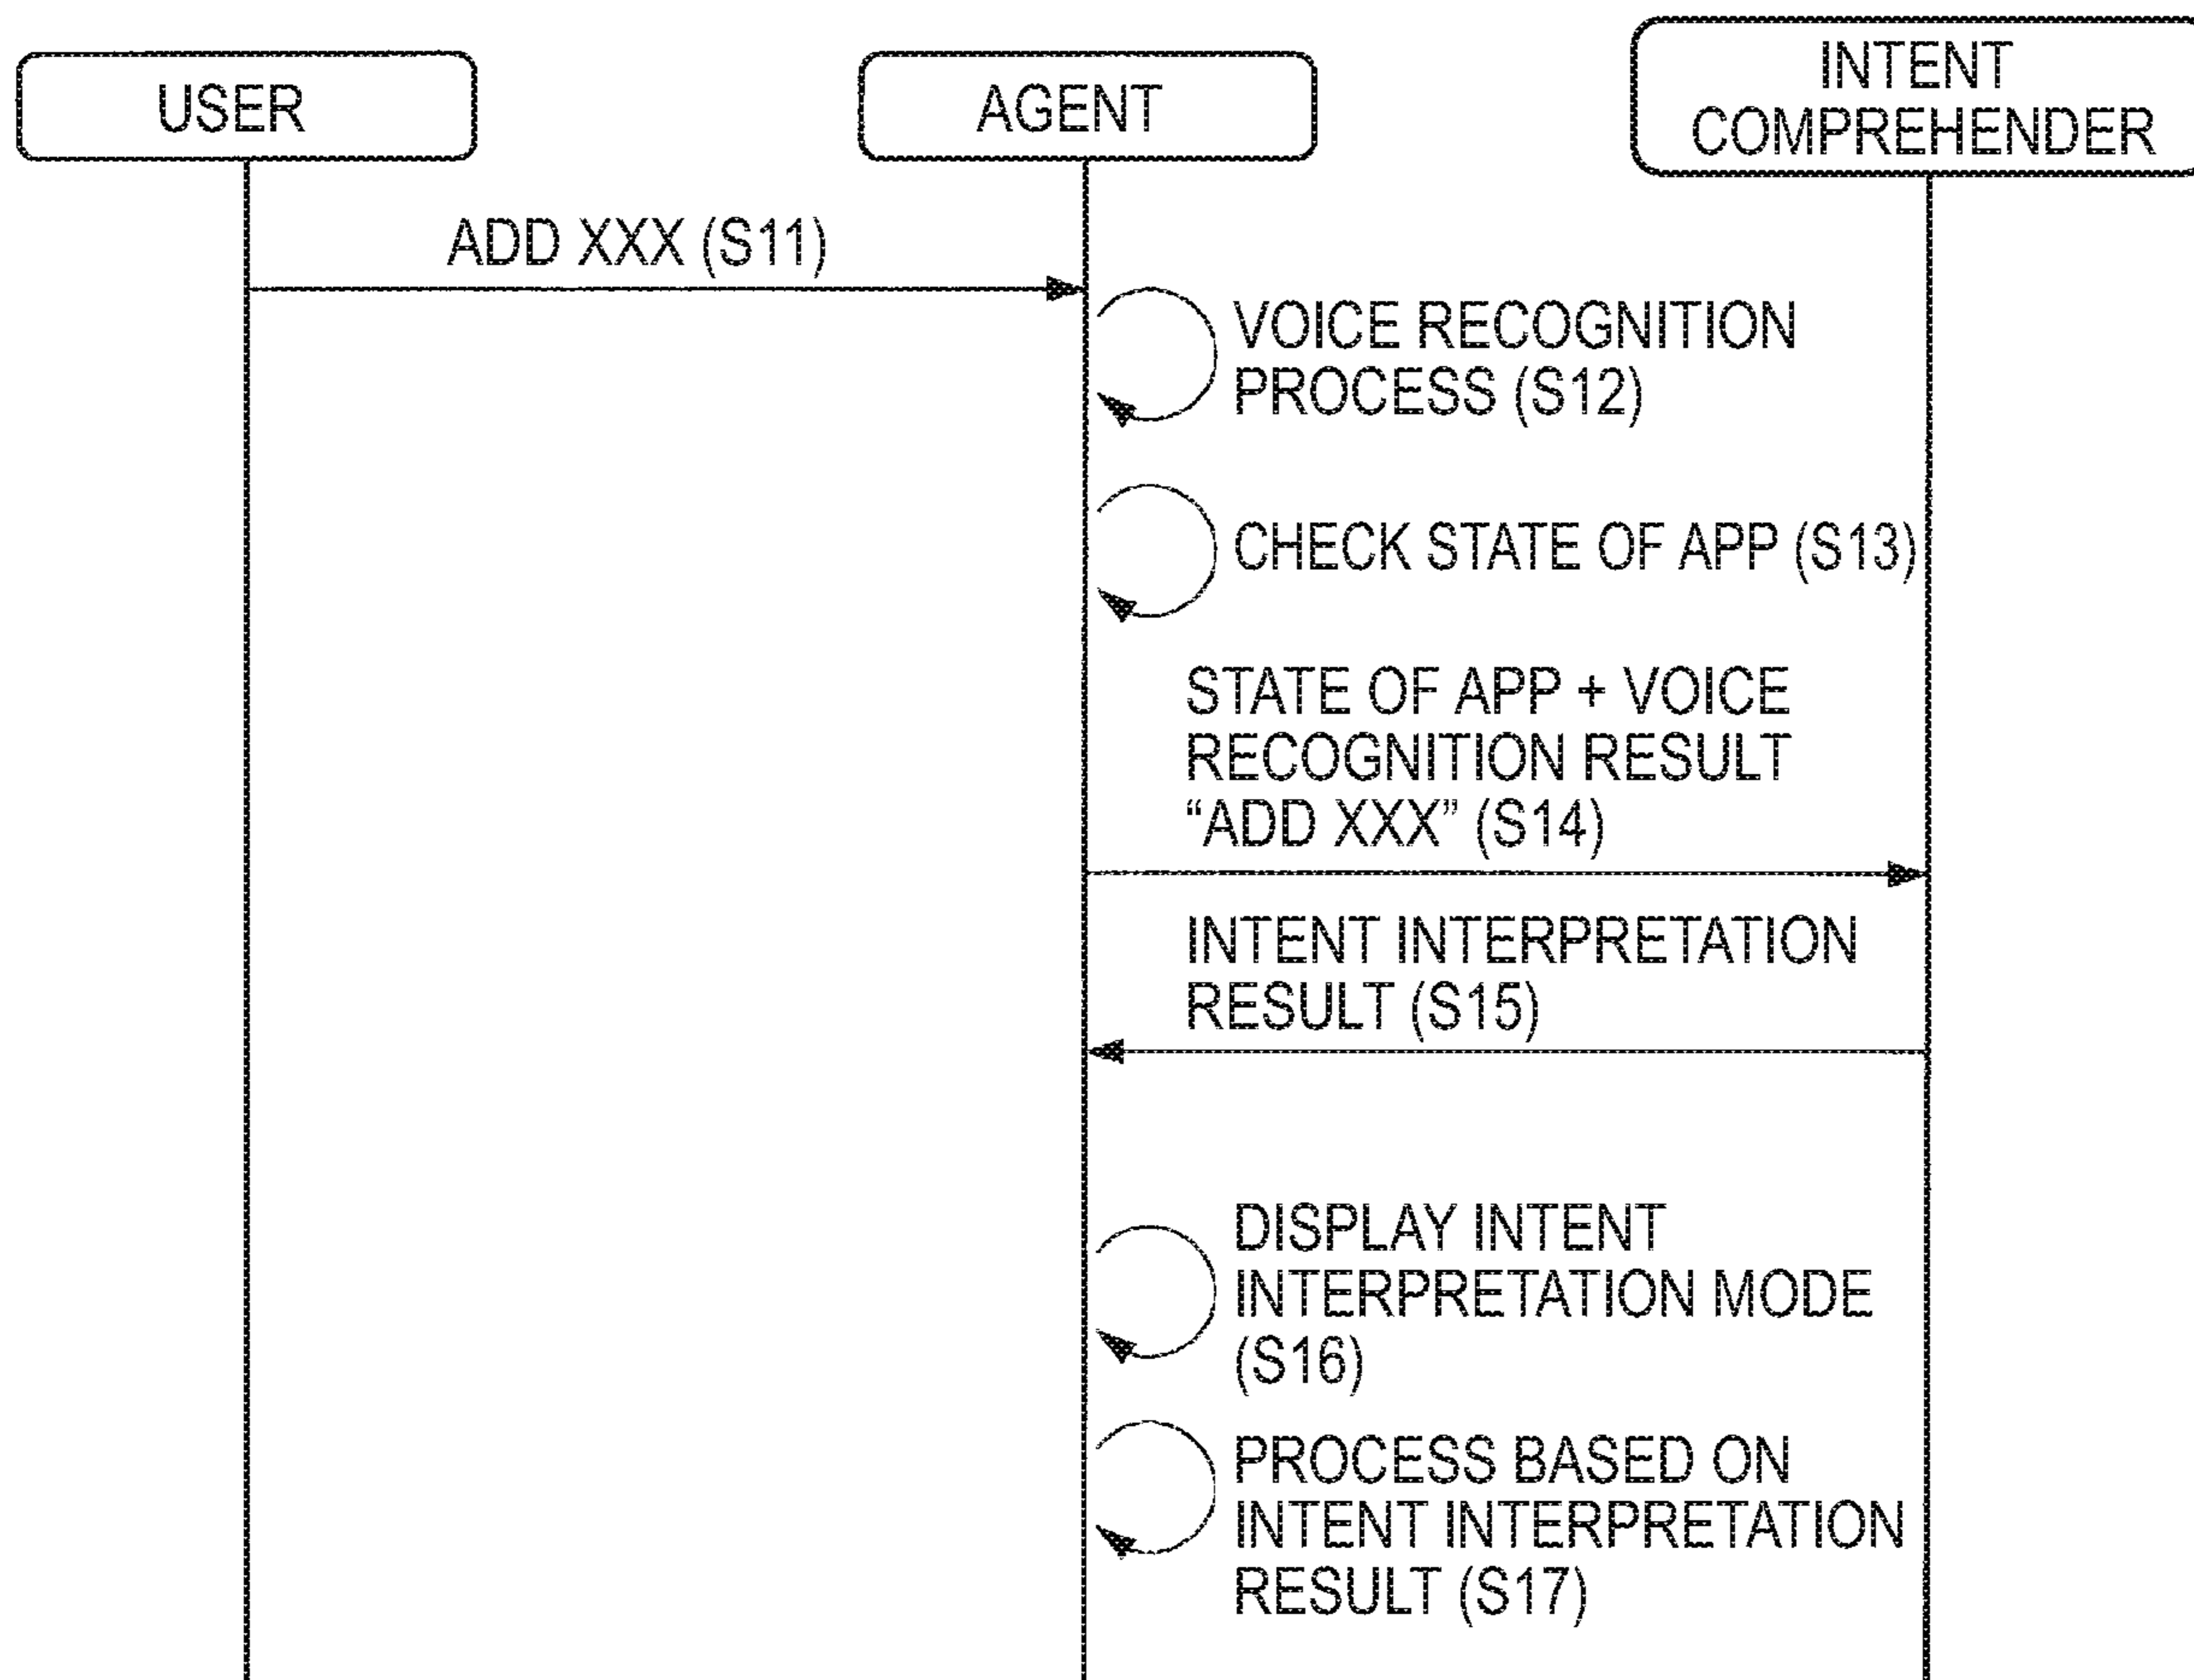 USER
AGENT
INTENT
COMPREHENDER
ADD XXX (S11)
VOICE RECOGNITION
PROCESS (S12)
CHECK STATE OF APP (S13)
STATE OF APP + VOICE
RECOGNITION RESULT
“ADD XXX” (S14)
INTENT INTERPRETATION
RESULT (S15)
DISPLAY INTENT
INTERPRETATION MODE
(S16)
PROCESS BASED ON
INTENT INTERPRETATION
RESULT (S17)